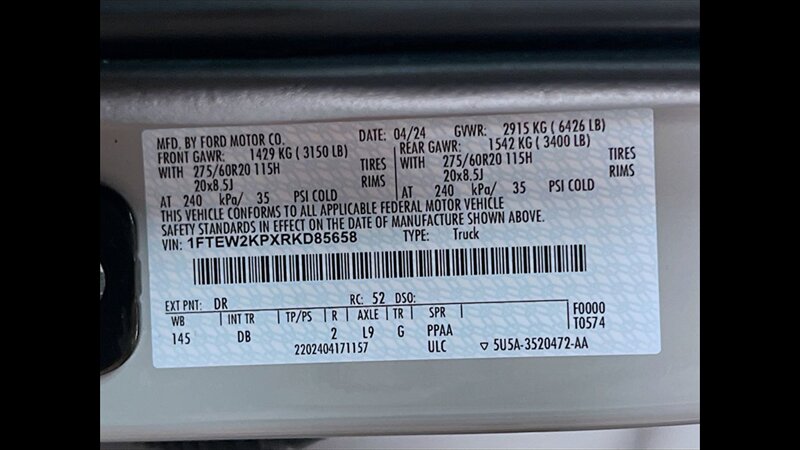 MFD. BY FORD MOTOR CO.
DATE: 04/24 GVWR: 2915 KG ( 6426 LB)
FRONT GAWR: 1429 KG ( 3150 LB) REAR GAWR: 1542 KG ( 3400 LB)
WITH 275/60R20 115H TIRES WITH 275/60R20 115H TIRES
20x8.5J RIMS 20x8.5J RIMS
AT 240 kPa/ 35 PSI COLD AT 240 kPa/ 35 PSI COLD
THIS VEHICLE CONFORMS TO ALL APPLICABLE FEDERAL MOTOR VEHICLE
SAFETY STANDARDS IN EFFECT ON THE DATE OF MANUFACTURE SHOWN ABOVE.
VIN: 1FTEW2KPXRKD85658 TYPE: Truck
EXT PNT: DR RC: 52 DSO:
WB INT TR TP/PS R AXLE TR SPR F0000
145 DB 2 L9 G PPAA T0574
2202404171157 ULC ▽ 5U5A-3520472-AA